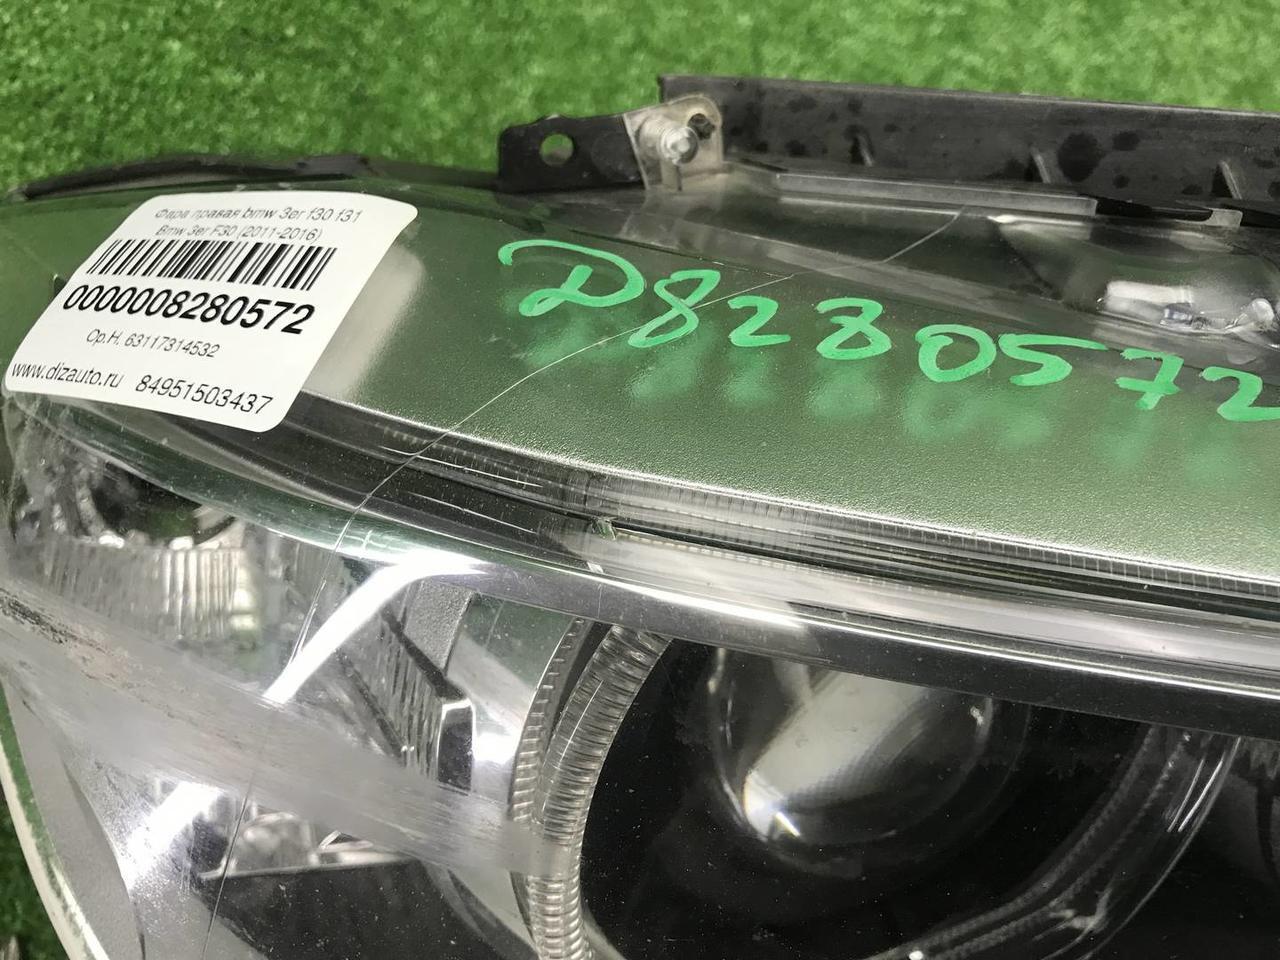 Фара правая bmw 3er f30 f31
Bmw 3er F30 (2011-2016)
0000008280572
Ор.Н. 63117314532
www.dizauto.ru 84951503437
D8280572